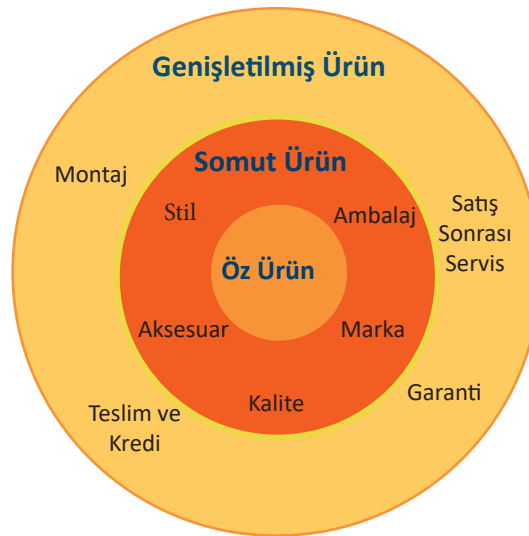 Genişletilmiş Ürün
Somut Ürün
Montaj
Stil
Ambalaj
Satış
Sonrası
Servis
Öz Ürün
Aksesuar
Marka
Kalite
Garanti
Teslim ve
Kredi